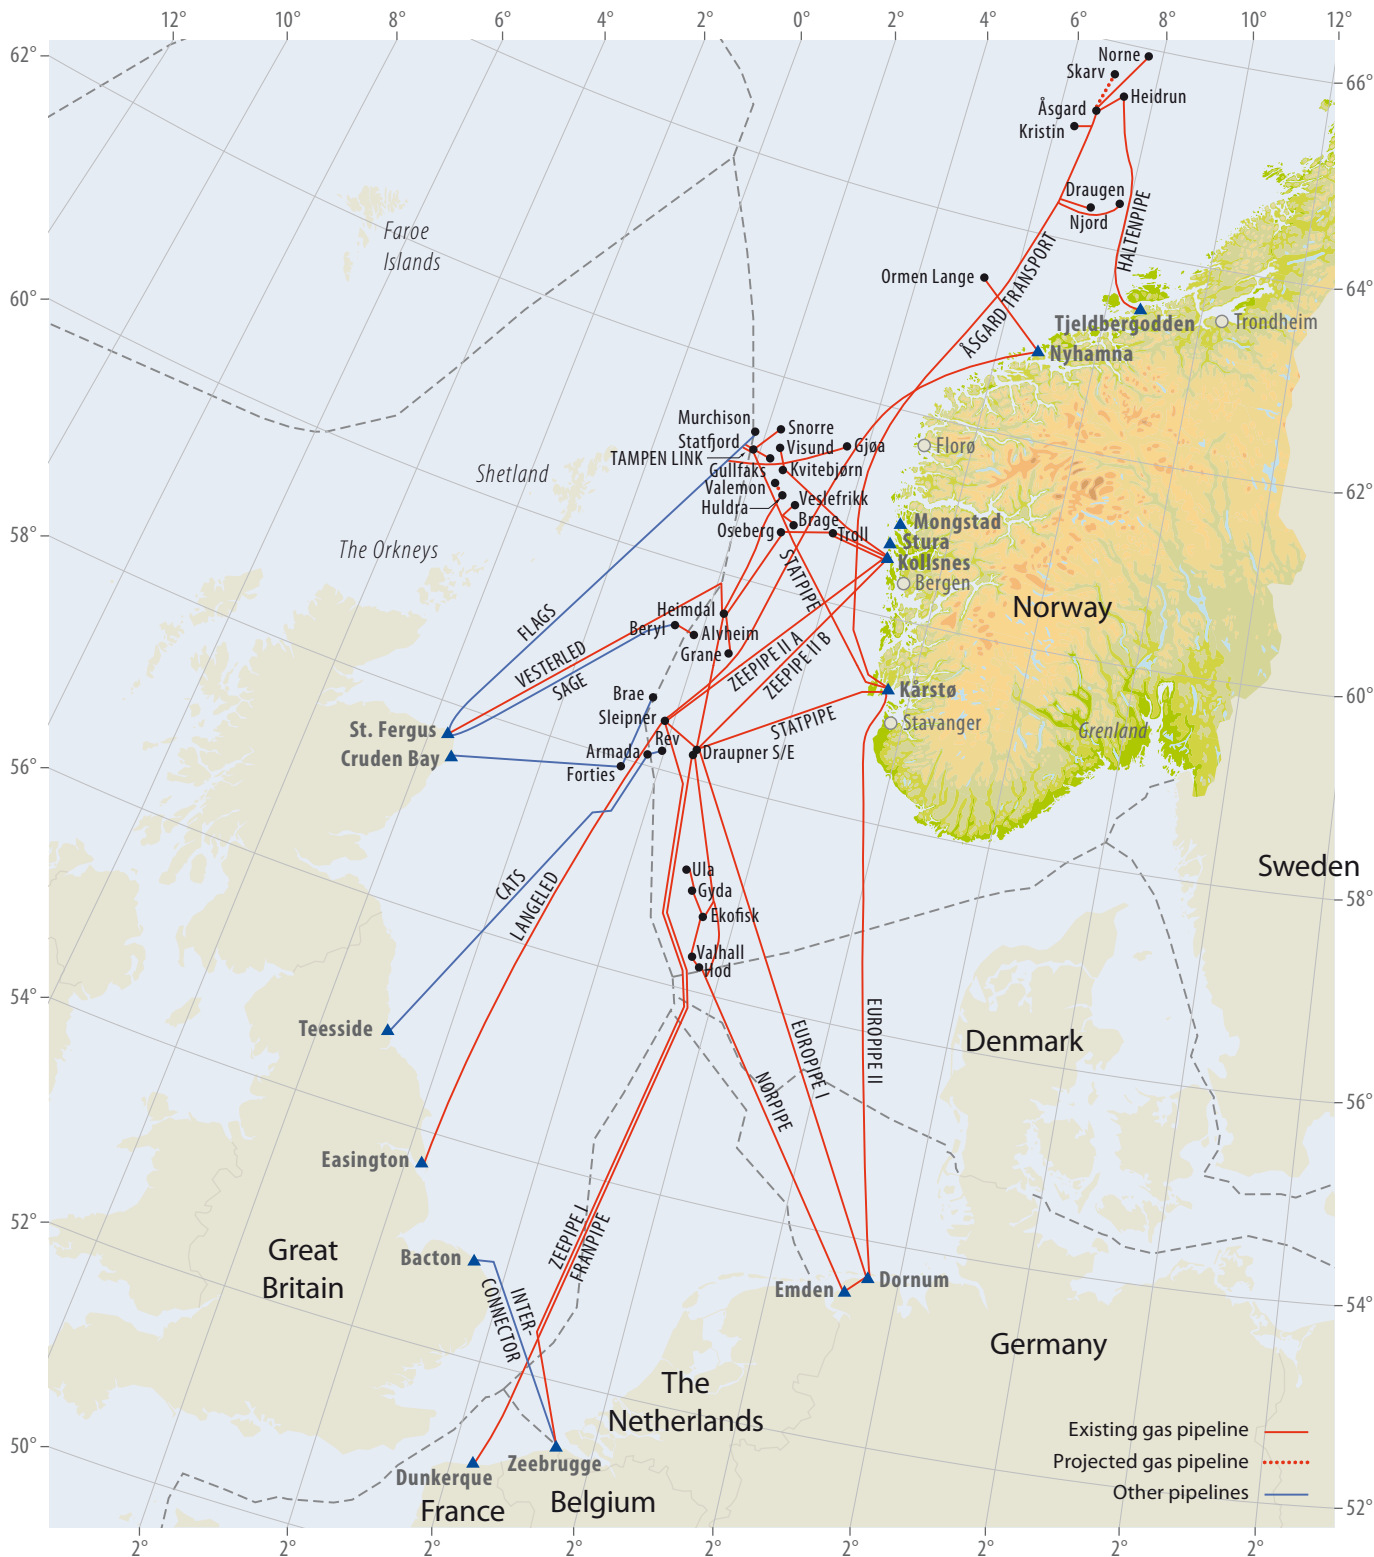 12°
10°
8°
6°
4°
2°
0°
2°
4°
6°
8°
10°
12°
62°
60°
58°
56°
54°
52°
50°
66°
64°
62°
60°
58°
56°
54°
52°
Norne
Skarv
Heidrun
Åsgard
Kristin
Draugen
Njord
HALTENPIPE
Faroe
Islands
Ormen Lange
ÅSGARD TRANSPORT
Tjeldbergodden
Trondheim
Nyhamna
Murchison
Snorre
Statfjord
Visund
Gjøa
Florø
TAMPEN LINK
Gullfaks
Kvitebjørn
Shetland
Valemon
Veslefrikk
Huldra
Brage
Mongstad
Oseberg
Troll
Stura
Kollsnes
The Orkneys
STATPIPE
Bergen
Norway
FLAGS
Heimdal
Beryl
Alvheim
Grane
VESTERLED
SAGE
ZEEPIPE II A
ZEEPIPE II B
Brae
Kårstø
Sleipner
STATPIPE
Stavanger
Grenland
St. Fergus
Rev
Cruden Bay
Armada
Draupner S/E
Forties
Sweden
Ula
CATS
Gyda
LANGELED
Ekofisk
Valhall
Hod
Teesside
EUROPIPE II
EUROPIPE I
Denmark
NORPIPE
Easington
Great
Britain
ZEEPIPE I
FRANPIPE
Bacton
INTER-
CONNECTOR
Emden
Dornum
Germany
The
Netherlands
Zeebrugge
Dunkerque
France
Belgium
Existing gas pipeline
Projected gas pipeline
Other pipelines
2°
2°
2°
2°
2°
2°
2°
2°
2°